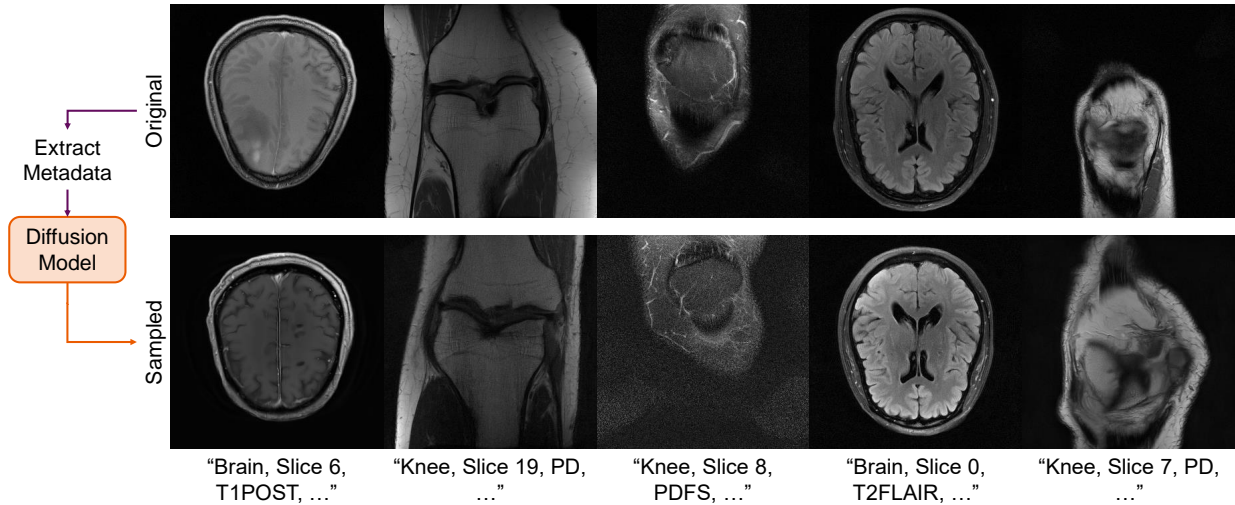 Original
Extract
Metadata
Diffusion
Model
Sampled
“Brain, Slice 6,
T1POST, …”
“Knee, Slice 19, PD,
…”
“Knee, Slice 8,
PDFS, …”
“Brain, Slice 0,
T2FLAIR, …”
“Knee, Slice 7, PD,
…”